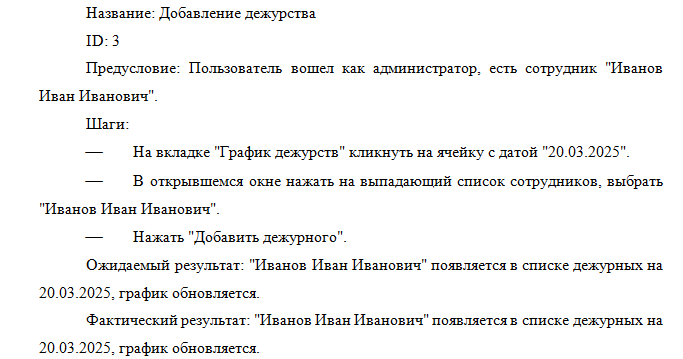 Название: Добавление дежурства
ID: 3
Предусловие: Пользователь вошел как администратор, есть сотрудник "Иванов
Иван Иванович".
Шаги:
— На вкладке "График дежурств" кликнуть на ячейку с датой "20.03.2025".
— В открывшемся окне нажать на выпадающий список сотрудников, выбрать
"Иванов Иван Иванович".
— Нажать "Добавить дежурного".
Ожидаемый результат: "Иванов Иван Иванович" появляется в списке дежурных на
20.03.2025, график обновляется.
Фактический результат: "Иванов Иван Иванович" появляется в списке дежурных на
20.03.2025, график обновляется.